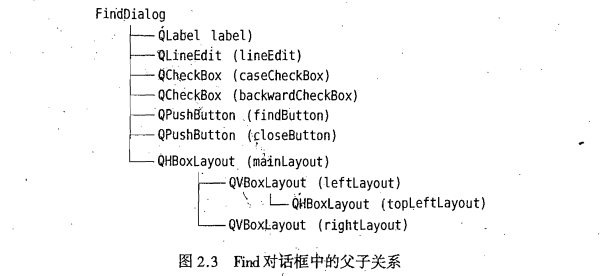 FindDialog
QLabel label)
QLineEdit (lineEdit)
QCheckBox (caseCheckBox)
QCheckBox (backwardCheckBox)
QPushButton (findButton)
QPushButton (closeButton)
QHBoxLayout (mainLayout)
QVBoxLayout (leftLayout)
QHBoxLayout (topLeftLayout)
QVBoxLayout (rightLayout)
图 2.3 Find 对话框中的父子关系